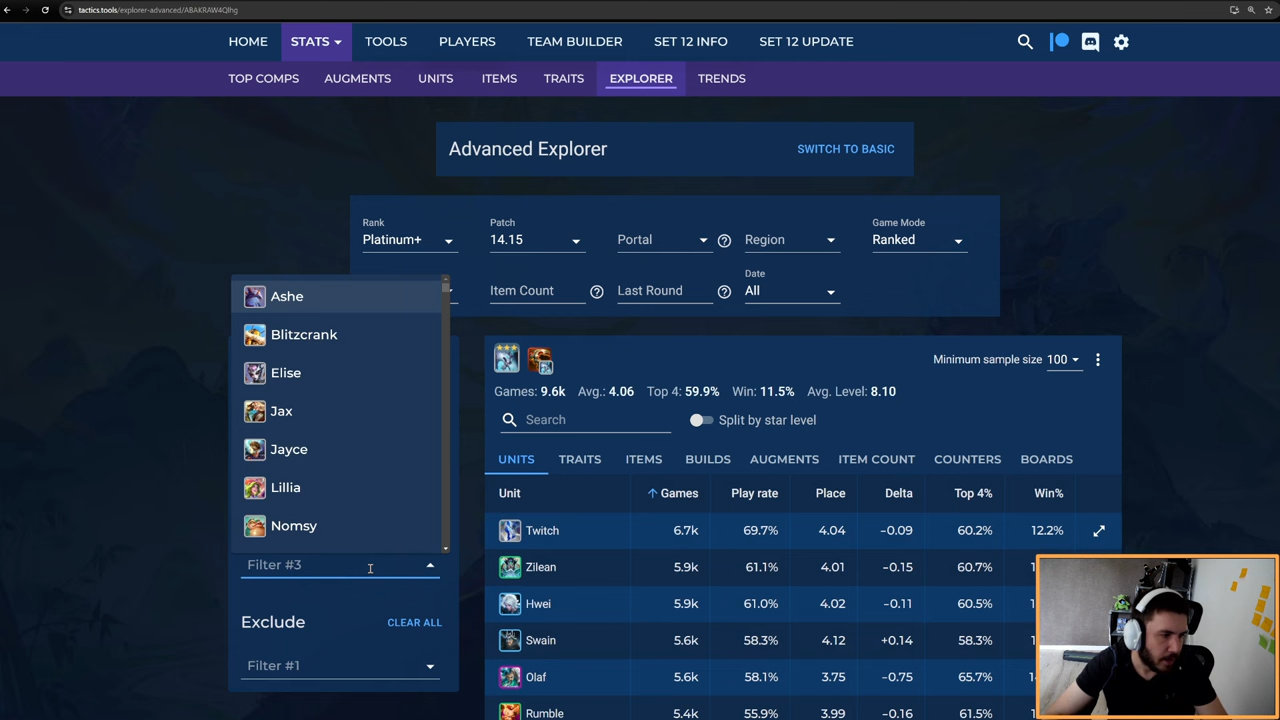 tactics.tools/explorer-advanced/ABAKRAW4QIhg
HOME STATS TOOLS PLAYERS TEAM BUILDER SET 12 INFO SET 12 UPDATE
TOP COMPS AUGMENTS UNITS ITEMS TRAITS EXPLORER TRENDS
Advanced Explorer SWITCH TO BASIC
Rank Patch Game Mode
Platinum+ 14.15 Portal Region Ranked
Date
Item Count Last Round All
Ashe
Blitzcrank
Elise
Jax
Jayce
Lillia
Nomsy
Filter #3
Exclude CLEAR ALL
Filter #1
Minimum sample size 100
Games: 9.6k Avg.: 4.06 Top 4: 59.9% Win: 11.5% Avg. Level: 8.10
Search Split by star level
UNITS TRAITS ITEMS BUILDS AUGMENTS ITEM COUNT COUNTERS BOARDS
Unit Games Play rate Place Delta Top 4% Win%
Twitch 6.7k 69.7% 4.04 −0.09 60.2% 12.2%
Zilean 5.9k 61.1% 4.01 −0.15 60.7%
Hwei 5.9k 61.0% 4.02 −0.11 60.5%
Swain 5.6k 58.3% 4.12 +0.14 58.3%
Olaf 5.6k 58.1% 3.75 −0.75 65.7%
Rumble 5.4k 55.9% 3.99 −0.16 61.5%